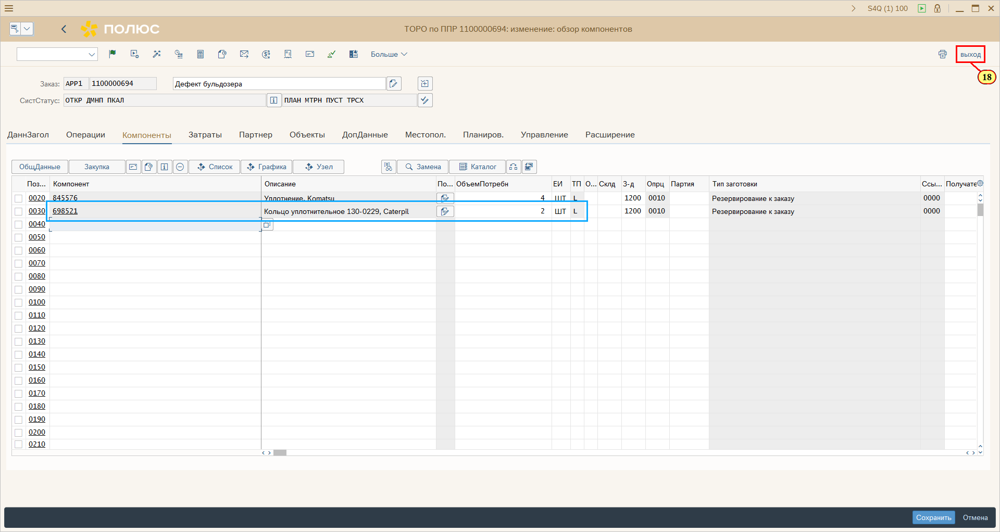 S4Q (1) 100
ПОЛЮС
ТОРО по ППР 1100000694: изменение: обзор компонентов
Больше
выход
18
Заказ: APP1 1100000694 Дефект бульдозера
СистСтатус: ОТКР ДМНП ПКАЛ ПЛАН МТРН ПУСТ ТРСХ
ДаннЗагол Операции Компоненты Затраты Партнер Объекты ДопДанные Местопол. Планиров. Управление Расширение
ОбщДанные Закупка Список Графика Узел Замена Каталог
Поз... Компонент Описание По... ОбъемПотребн ЕИ ТП О... Склд З-д Опрц Партия Тип заготовки Ссы... Получате
0020 845576 Уплотнение, Komatsu 4 ШТ L 1200 0010 Резервирование к заказу 0000
0030 698521 Кольцо уплотнительное 130-0229, Caterpil 2 ШТ L 1200 0010 Резервирование к заказу 0000
0040
0050
0060
0070
0080
0090
0100
0110
0120
0130
0140
0150
0160
0170
0180
0190
0200
0210
Сохранить Отмена